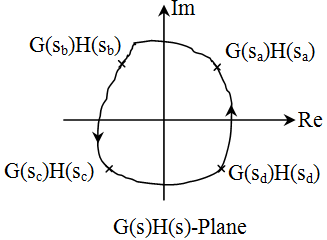 Im
G(s_b)H(s_b)
G(s_a)H(s_a)
Re
G(s_c)H(s_c)
G(s_d)H(s_d)
G(s)H(s)-Plane